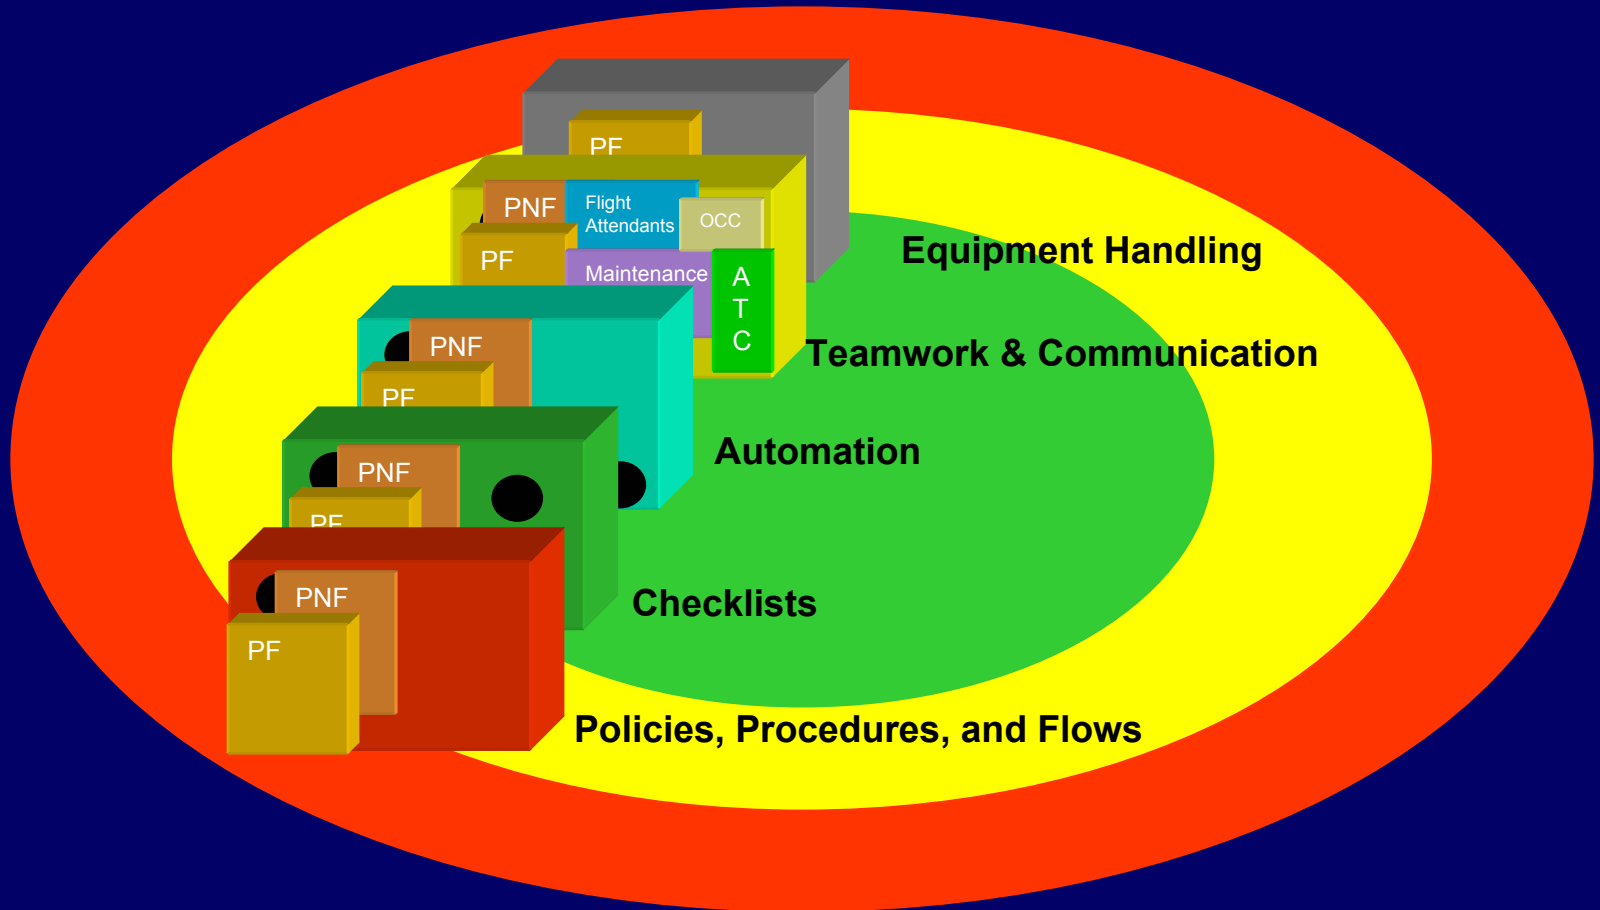 PF
PNF
Flight
Attendants
OCC
PF
Maintenance
A
T
C
Equipment Handling
PNF
PF
Teamwork & Communication
Automation
PNF
PF
Checklists
PNF
PF
Policies, Procedures, and Flows